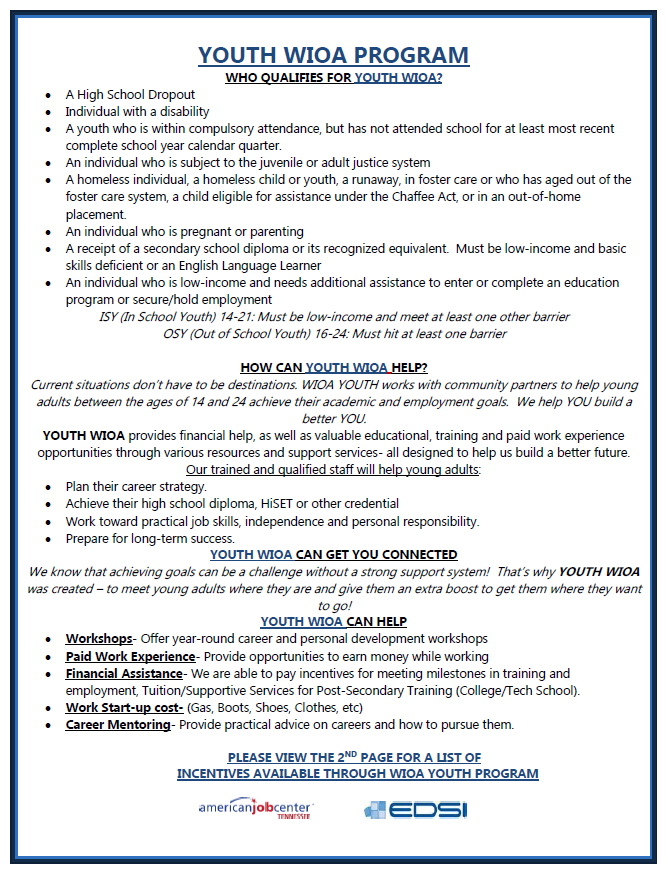 YOUTH WIOA PROGRAM
WHO QUALIFIES FOR YOUTH WIOA?
• A High School Dropout
• Individual with a disability
• A youth who is within compulsory attendance, but has not attended school for at least most recent
complete school year calendar quarter.
• An individual who is subject to the juvenile or adult justice system
• A homeless individual, a homeless child or youth, a runaway, in foster care or who has aged out of the
foster care system, a child eligible for assistance under the Chaffee Act, or in an out-of-home
placement.
• An individual who is pregnant or parenting
• A receipt of a secondary school diploma or its recognized equivalent.  Must be low-income and basic
skills deficient or an English Language Learner
• An individual who is low-income and needs additional assistance to enter or complete an education
program or secure/hold employment
ISY (In School Youth) 14-21: Must be low-income and meet at least one other barrier
OSY (Out of School Youth) 16-24: Must hit at least one barrier
HOW CAN YOUTH WIOA HELP?
Current situations don't have to be destinations. WIOA YOUTH works with community partners to help young
adults between the ages of 14 and 24 achieve their academic and employment goals.  We help YOU build a
better YOU.
YOUTH WIOA provides financial help, as well as valuable educational, training and paid work experience
opportunities through various resources and support services- all designed to help us build a better future.
Our trained and qualified staff will help young adults:
• Plan their career strategy.
• Achieve their high school diploma, HiSET or other credential
• Work toward practical job skills, independence and personal responsibility.
• Prepare for long-term success.
YOUTH WIOA CAN GET YOU CONNECTED
We know that achieving goals can be a challenge without a strong support system!  That's why YOUTH WIOA
was created – to meet young adults where they are and give them an extra boost to get them where they want
to go!
YOUTH WIOA CAN HELP
• Workshops- Offer year-round career and personal development workshops
• Paid Work Experience- Provide opportunities to earn money while working
• Financial Assistance- We are able to pay incentives for meeting milestones in training and
employment, Tuition/Supportive Services for Post-Secondary Training (College/Tech School).
• Work Start-up cost- (Gas, Boots, Shoes, Clothes, etc)
• Career Mentoring- Provide practical advice on careers and how to pursue them.
PLEASE VIEW THE 2ND PAGE FOR A LIST OF
INCENTIVES AVAILABLE THROUGH WIOA YOUTH PROGRAM
americanjobcenter
TENNESSEE
EDSI